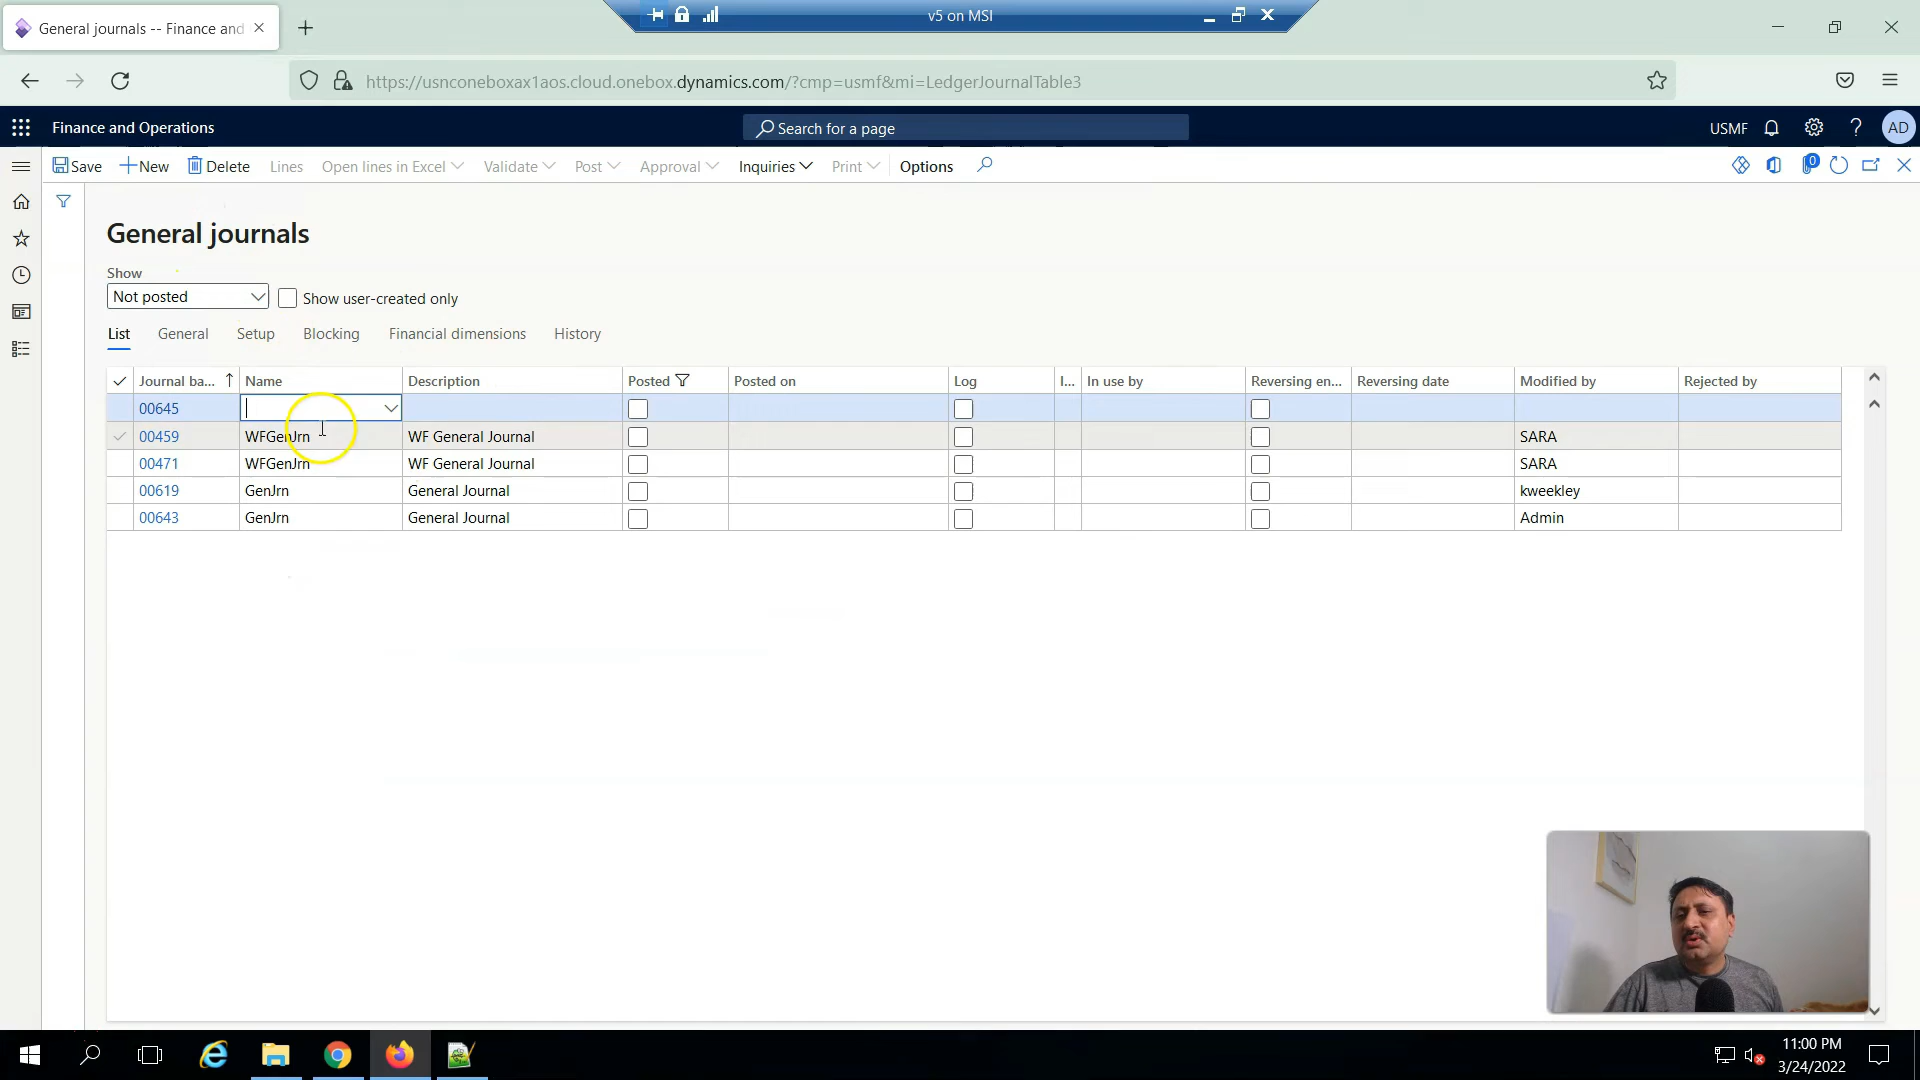 General journals -- Finance and
v5 on MSI
https://usnconeboxax1aos.cloud.onebox.dynamics.com/?cmp=usmf&mi=LedgerJournalTable3
Finance and Operations
Search for a page
USMF
?
AD
Save
New
Delete
Lines
Open lines in Excel
Validate
Post
Approval
Inquiries
Print
Options
0
General journals
Show
Not posted
Show user-created only
List General Setup Blocking Financial dimensions History
Journal ba... Name Description Posted Posted on Log I... In use by Reversing en... Reversing date Modified by Rejected by
00645
00459 WFGenJrn WF General Journal SARA
00471 WFGenJrn WF General Journal SARA
00619 GenJrn General Journal kweekley
00643 GenJrn General Journal Admin
11:00 PM
3/24/2022